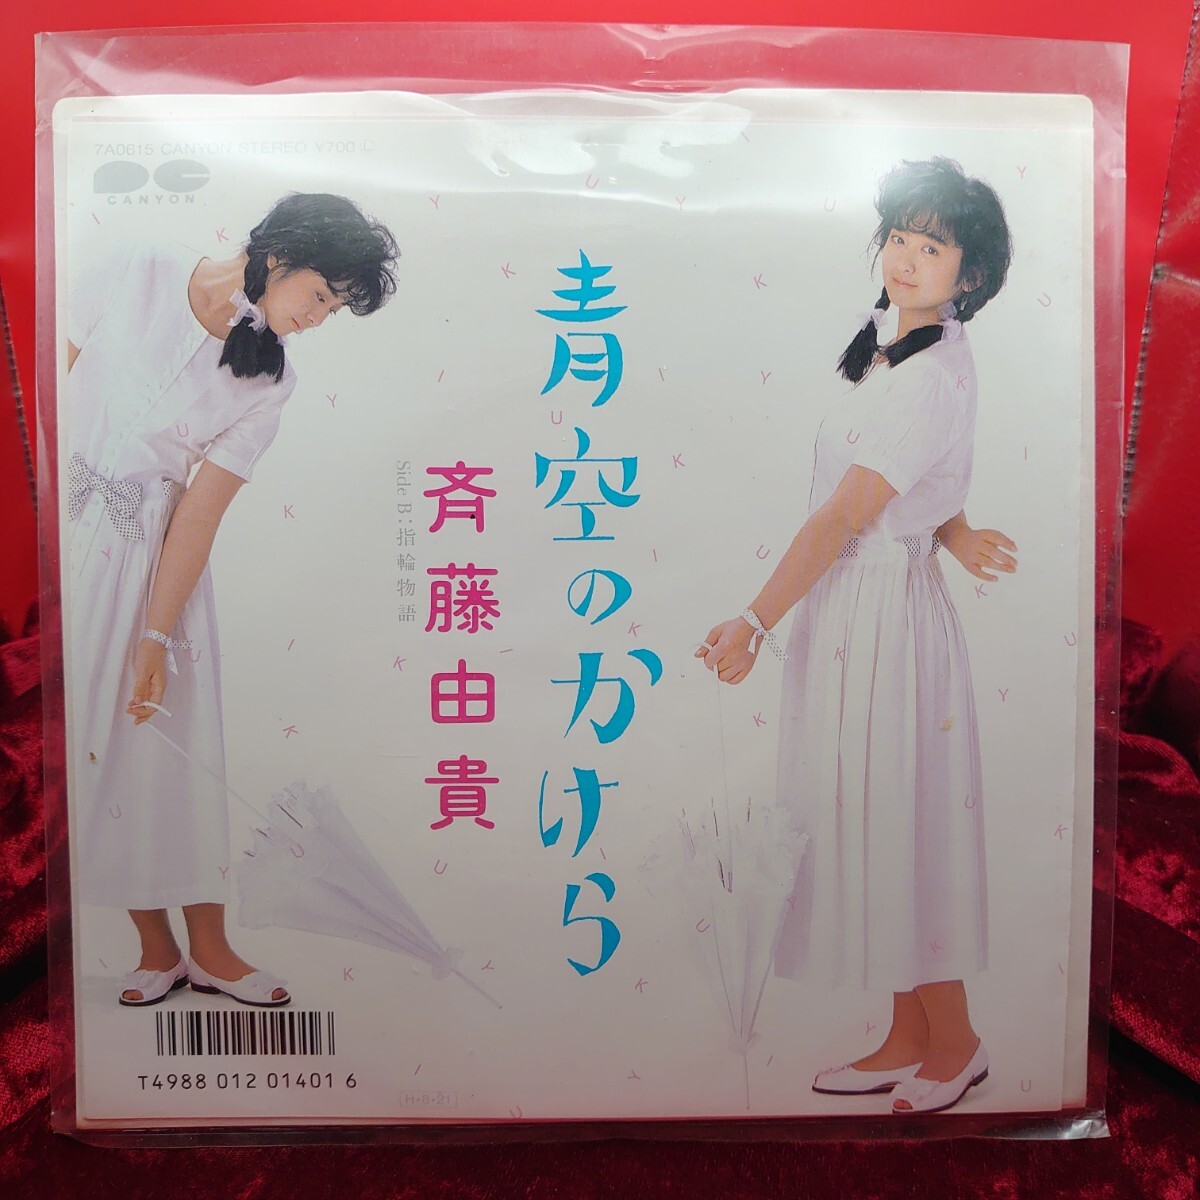 7A0615 CANYON STEREO ¥700 L
PC
CANYON
青空のかけら
斉藤由貴
Side B:指輪物語
T4988 012 01401 6
H・8・21